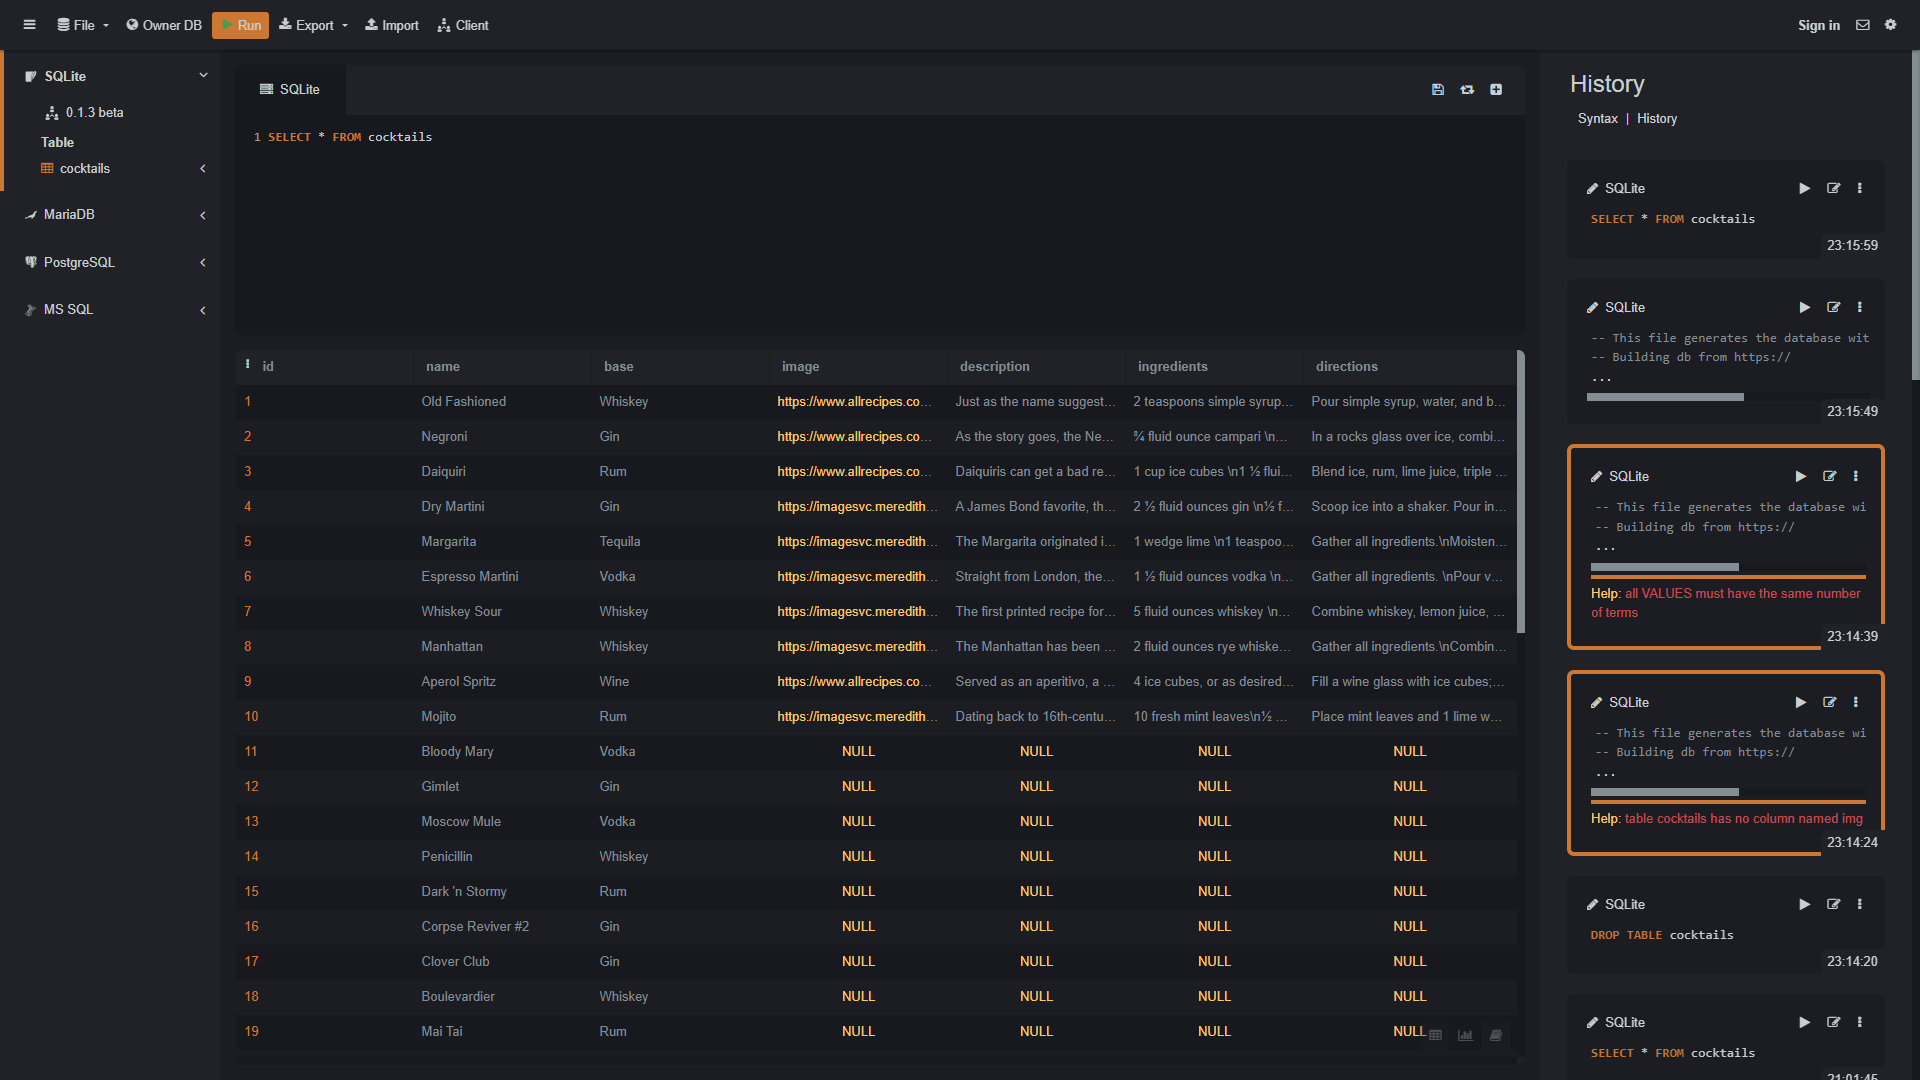 File Owner DB Run Export Import Client Sign in
SQLite
0.1.3 beta
Table
cocktails
MariaDB
PostgreSQL
MS SQL
SQLite
1 SELECT * FROM cocktails
id name base image description ingredients directions
1 Old Fashioned Whiskey https://www.allrecipes.co... Just as the name suggest... 2 teaspoons simple syrup... Pour simple syrup, water, and b...
2 Negroni Gin https://www.allrecipes.co... As the story goes, the Ne... ¾ fluid ounce campari \n... In a rocks glass over ice, combi...
3 Daiquiri Rum https://www.allrecipes.co... Daiquiris can get a bad re... 1 cup ice cubes \n1 ½ flui... Blend ice, rum, lime juice, triple ...
4 Dry Martini Gin https://imagesvc.meredith... A James Bond favorite, th... 2 ½ fluid ounces gin \n½ f... Scoop ice into a shaker. Pour in...
5 Margarita Tequila https://imagesvc.meredith... The Margarita originated i... 1 wedge lime \n1 teaspoo... Gather all ingredients.\nMoisten...
6 Espresso Martini Vodka https://imagesvc.meredith... Straight from London, the... 1 ½ fluid ounces vodka \n... Gather all ingredients. \nPour v...
7 Whiskey Sour Whiskey https://imagesvc.meredith... The first printed recipe for... 5 fluid ounces whiskey \n... Combine whiskey, lemon juice, ...
8 Manhattan Whiskey https://imagesvc.meredith... The Manhattan has been ... 2 fluid ounces rye whiske... Gather all ingredients.\nCombin...
9 Aperol Spritz Wine https://www.allrecipes.co... Served as an aperitivo, a ... 4 ice cubes, or as desired... Fill a wine glass with ice cubes;...
10 Mojito Rum https://imagesvc.meredith... Dating back to 16th-centu... 10 fresh mint leaves\n½ ... Place mint leaves and 1 lime w...
11 Bloody Mary Vodka NULL NULL NULL NULL
12 Gimlet Gin NULL NULL NULL NULL
13 Moscow Mule Vodka NULL NULL NULL NULL
14 Penicillin Whiskey NULL NULL NULL NULL
15 Dark 'n Stormy Rum NULL NULL NULL NULL
16 Corpse Reviver #2 Gin NULL NULL NULL NULL
17 Clover Club Gin NULL NULL NULL NULL
18 Boulevardier Whiskey NULL NULL NULL NULL
19 Mai Tai Rum NULL NULL NULL NULL
History
Syntax | History
SQLite
SELECT * FROM cocktails
23:15:59
SQLite
-- This file generates the database wit
-- Building db from https://
...
23:15:49
SQLite
-- This file generates the database wi
-- Building db from https://
...
Help: all VALUES must have the same number
of terms
23:14:39
SQLite
-- This file generates the database wi
-- Building db from https://
...
Help: table cocktails has no column named img
23:14:24
SQLite
DROP TABLE cocktails
23:14:20
SQLite
SELECT * FROM cocktails
21:01:45